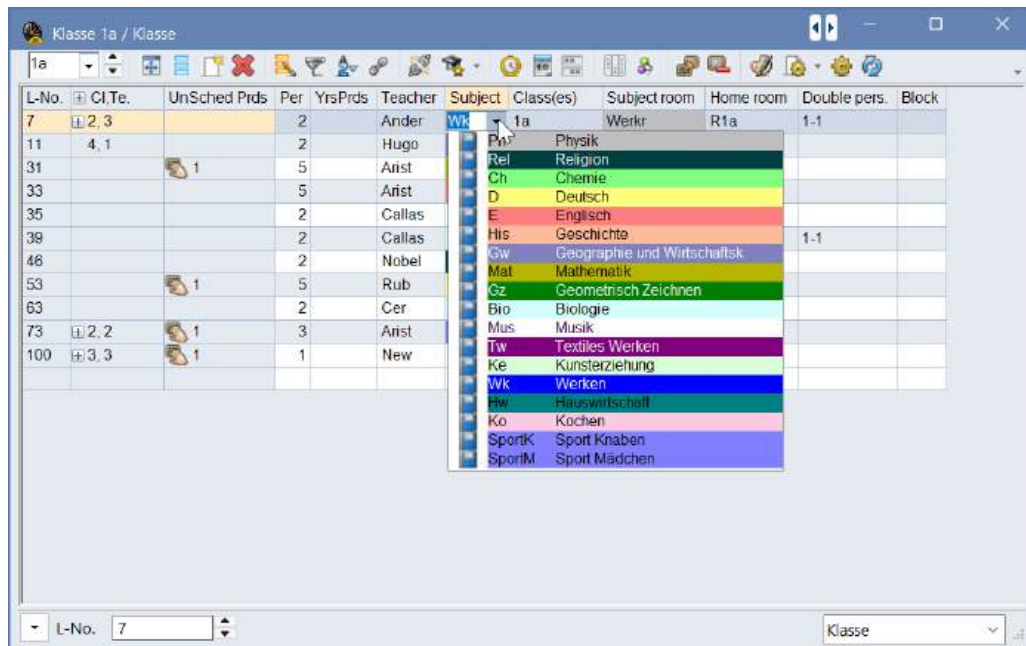 Klasse 1a / Klasse
1a
L-No. Cl,Te. UnSched Prds Per YrsPrds Teacher Subject Class(es) Subject room Home room Double pers. Block
7 2, 3 2 Ander Wk 1a Werkr R1a 1-1
11 4, 1 2 Hugo
31 1 5 Arist
33 5 Arist
35 2 Callas
39 2 Callas 1-1
46 2 Nobel
53 1 5 Rub
63 2 Cer
73 2, 2 1 3 Arist
100 3, 3 1 1 New
Physik
Rel Religion
Ch Chemie
D Deutsch
E Englisch
His Geschichte
Gw Geographie und Wirtschaftsk
Mat Mathematik
Gz Geometrisch Zeichnen
Bio Biologie
Mus Musik
Tw Textiles Werken
Ke Kunsterziehung
Wk Werken
Hw Hauswirtschaft
Ko Kochen
SportK Sport Knaben
SportM Sport Mädchen
L-No. 7 Klasse